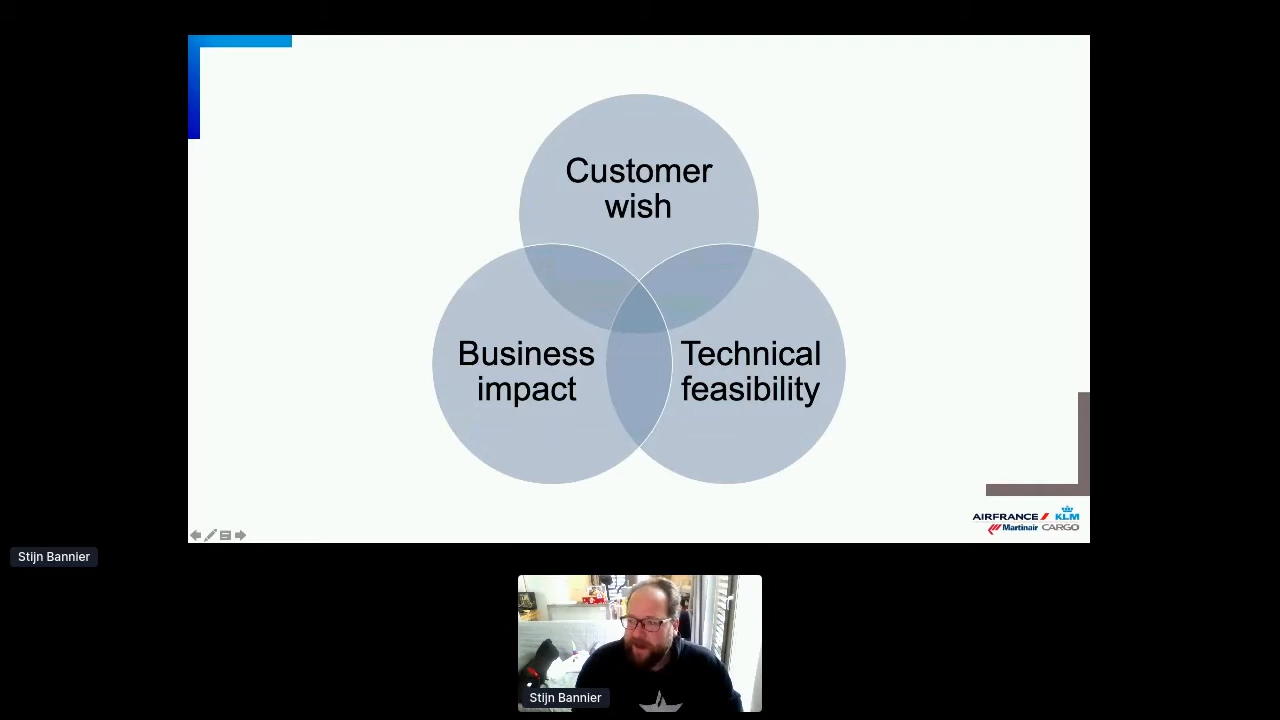 Customer
wish
Business
impact
Technical
feasibility
AIRFRANCE KLM
Martinair CARGO
Stijn Bannier
Stijn Bannier